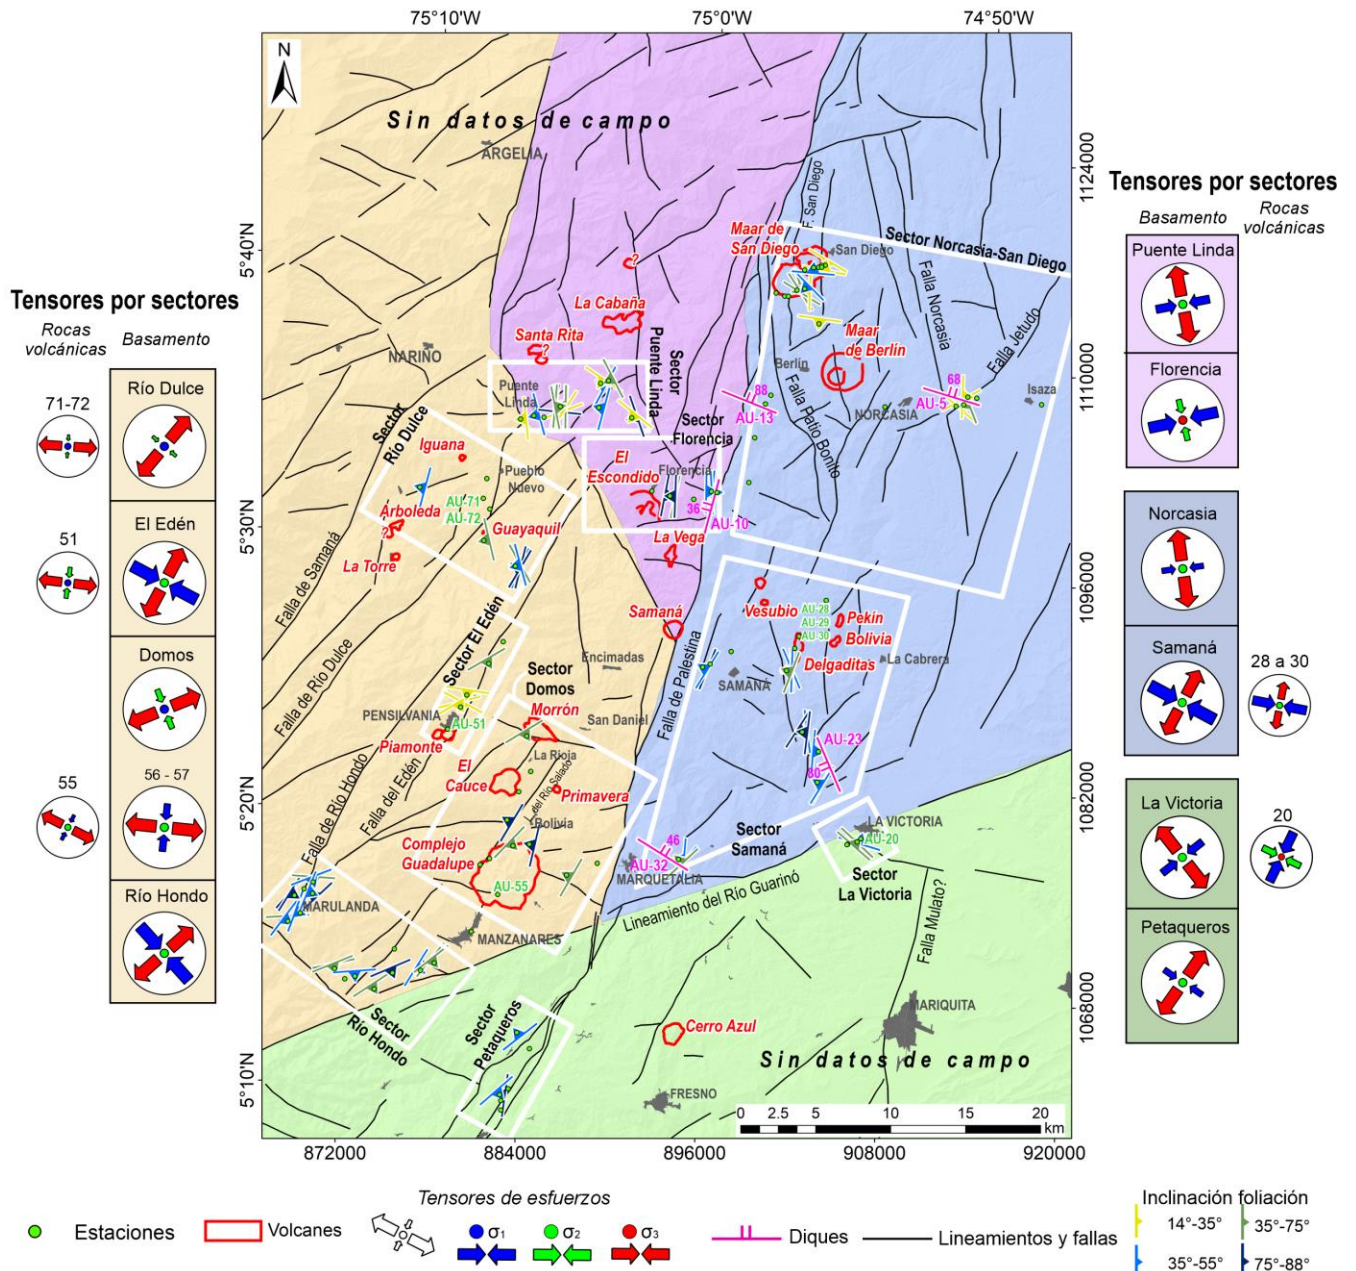 75°10'W
75°0'W
74°50'W
N
Sin datos de campo
ARGELIA
1124000
Tensores por sectores
Basamento
Rocas
volcánicas
Puente Linda
Florencia
Norcasia
Samaná
28 a 30
La Victoria
20
Petaqueros
Tensores por sectores
Rocas
volcánicas
Basamento
Río Dulce
71-72
El Edén
51
Domos
55
56 - 57
Río Hondo
5°40'N
5°30'N
5°20'N
5°10'N
F. San Diego
Maar de
San Diego
San Diego
Sector Norcasia-San Diego
?
La Cabaña
Santa Rita
?
NARIÑO
Sector
Puente Linda
Puente
Linda
Maar
de Berlín
Berlín
Falla Norcasia
Falla Jetudo
Isaza
1110000
88
AU-13
68
AU-5
NORCASIA
Falla Patio Bonito
Sector
Río Dulce
Iguana
Pueblo
Nuevo
Sector
Florencia
El
Escondido
Florencia
36
AU-10
Arboleda
?
AU-71
AU-72
Guayaquil
La Torre
La Vega
Falla de Samaná
1096000
Samaná
Vesubio
AU-28
AU-29
AU-30
Pekín
Bolivia
Delgaditas
La Cabrera
SAMANÁ
Encimadas
Sector El Edén
Sector
Domos
Falla de Palestina
Falla de Río Dulce
PENSILVANIA
AU-51
Morrón
San Daniel
Piamonte
La Rioja
El
Cauce
del Río Salado
Primavera
AU-23
80
1082000
Falla del Edén
Falla de Río Hondo
Bolivia
Complejo
Guadalupe
AU-55
46
AU-32
MARQUETALIA
Sector
Samaná
LA VICTORIA
AU-20
Sector
La Victoria
Lineamiento del Río Guarinó
Falla Mulato?
MARULANDA
MANZANARES
Sector
Río Hondo
Sector
Petaqueros
Cerro Azul
MARIQUITA
1068000
Sin datos de campo
FRESNO
0 2.5 5 10 15 20
km
872000
884000
896000
908000
920000
Estaciones
Volcanes
Tensores de esfuerzos
σ1
σ2
σ3
Diques
Lineamientos y fallas
Inclinación foliación
14°-35°
35°-75°
35°-55°
75°-88°